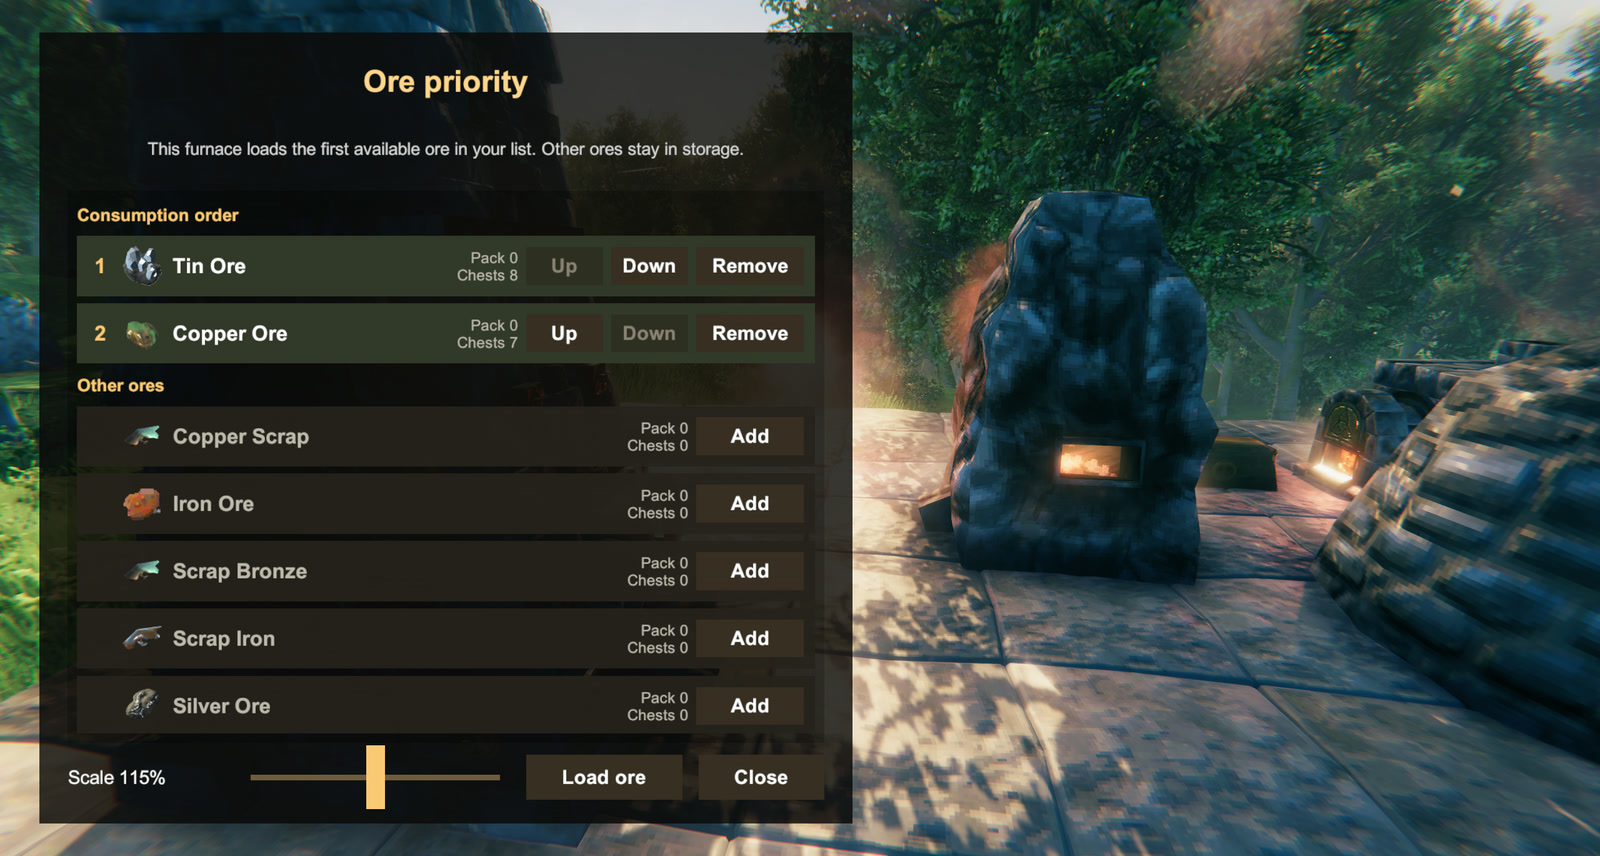 Ore priority
This furnace loads the first available ore in your list. Other ores stay in storage.
Consumption order
1 Tin Ore Pack 0 Chests 8 Up Down Remove
2 Copper Ore Pack 0 Chests 7 Up Down Remove
Other ores
Copper Scrap Pack 0 Chests 0 Add
Iron Ore Pack 0 Chests 0 Add
Scrap Bronze Pack 0 Chests 0 Add
Scrap Iron Pack 0 Chests 0 Add
Silver Ore Pack 0 Chests 0 Add
Scale 115% Load ore Close